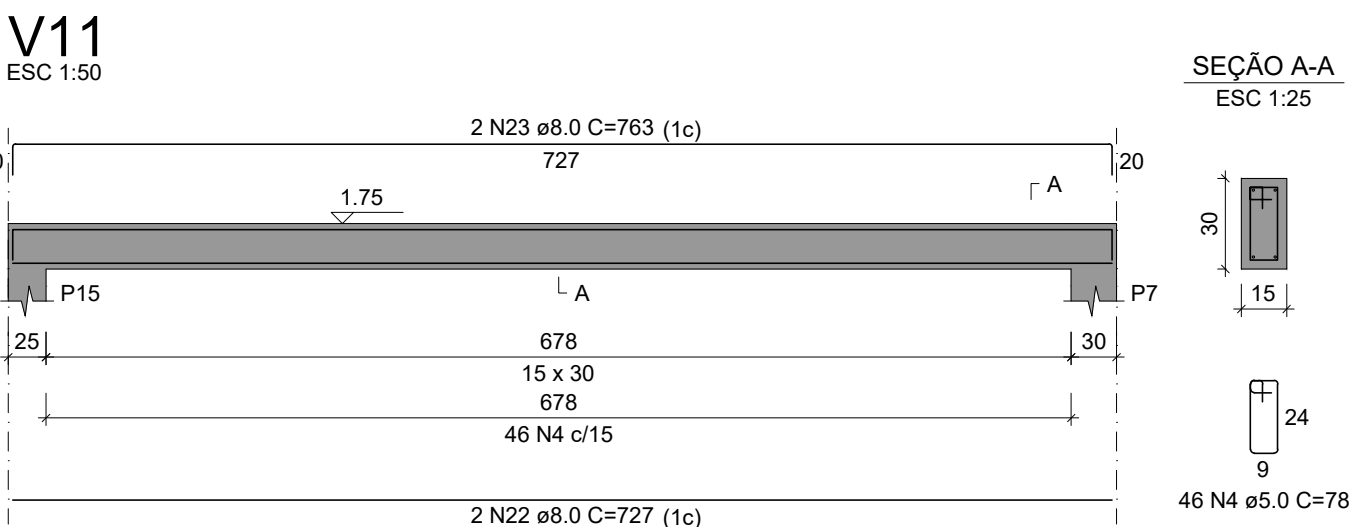 V11
ESC 1:50
SEÇÃO A-A
ESC 1:25
2 N23 ø8.0 C=763 (1c)
727
20
A
1.75
30
15
A
P15
P7
25
678
30
15 x 30
678
46 N4 c/15
24
9
46 N4 ø5.0 C=78
2 N22 ø8.0 C=727 (1c)